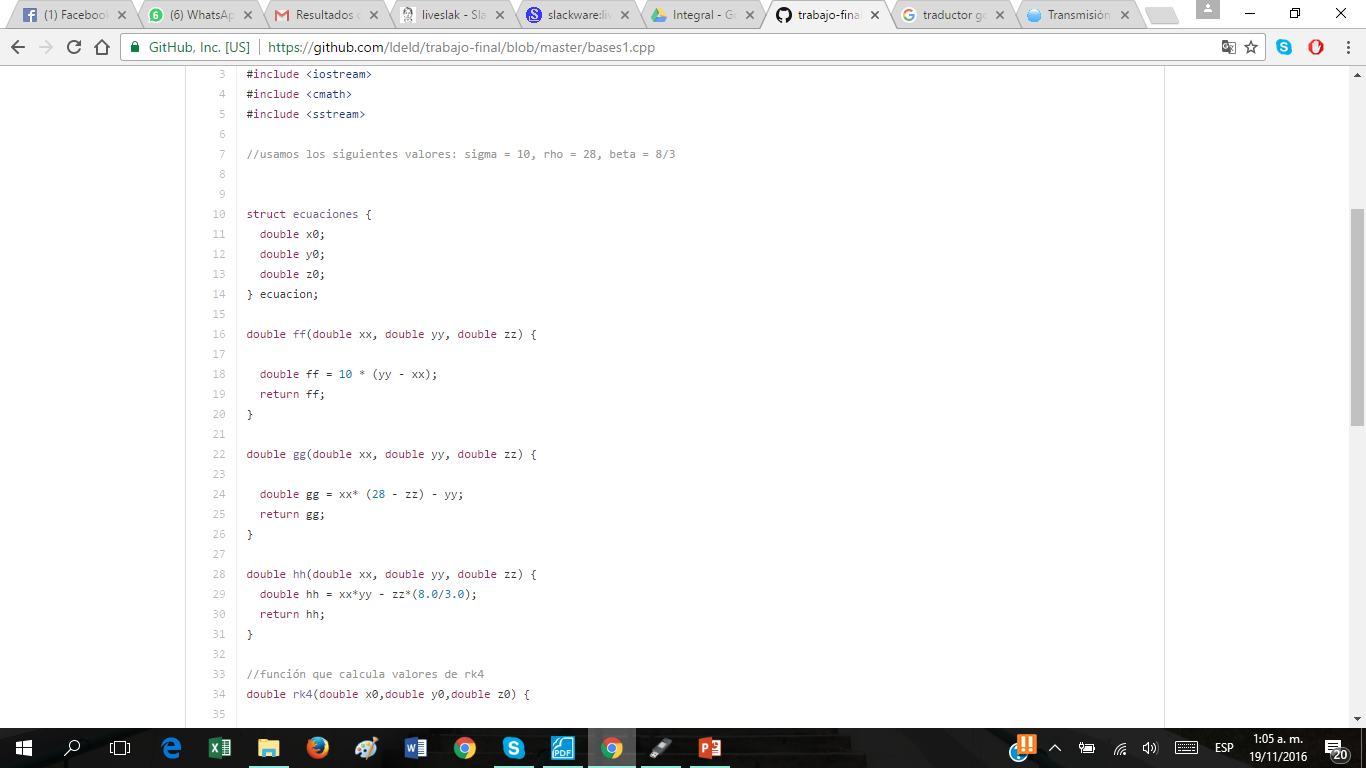 (1) Facebook
(6) WhatsAp
Resultados
liveslak - Sla
slackware:li
Integral - G
trabajo-fina
traductor go
Transmisión
GitHub, Inc. [US] https://github.com/Ideld/trabajo-final/blob/master/bases1.cpp
3 #include <iostream>
4 #include <cmath>
5 #include <sstream>
6
7 //usamos los siguientes valores: sigma = 10, rho = 28, beta = 8/3
8
9
10 struct ecuaciones {
11 double x0;
12 double y0;
13 double z0;
14 } ecuacion;
15
16 double ff(double xx, double yy, double zz) {
17
18 double ff = 10 * (yy - xx);
19 return ff;
20 }
21
22 double gg(double xx, double yy, double zz) {
23
24 double gg = xx* (28 - zz) - yy;
25 return gg;
26 }
27
28 double hh(double xx, double yy, double zz) {
29 double hh = xx*yy - zz*(8.0/3.0);
30 return hh;
31 }
32
33 //función que calcula valores de rk4
34 double rk4(double x0,double y0,double z0) {
35
ESP
1:05 a. m.
19/11/2016
20